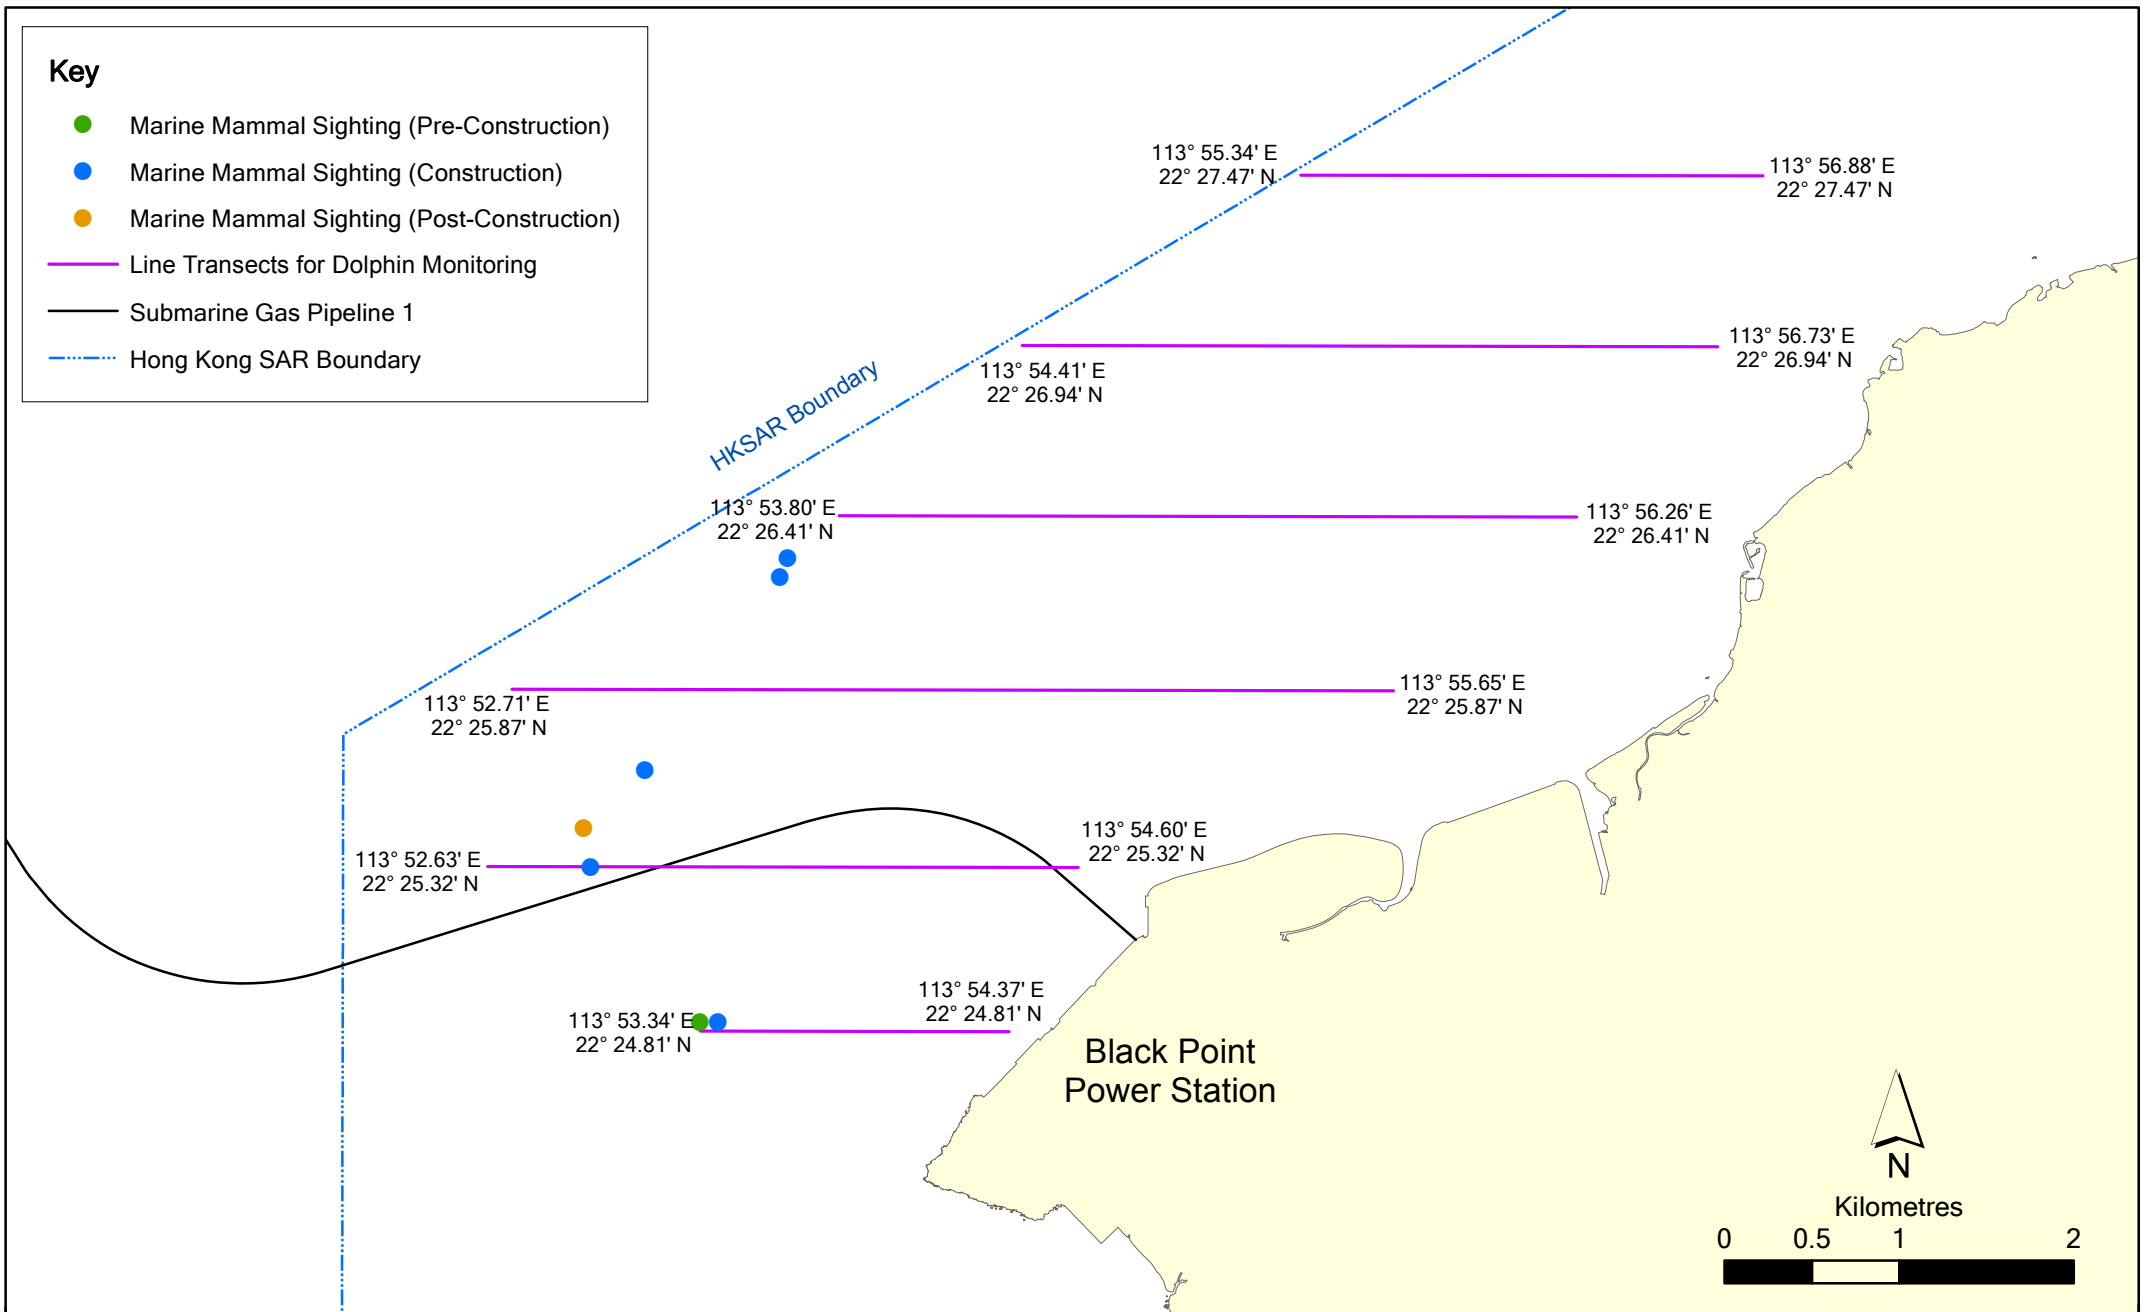 Key
Marine Mammal Sighting (Pre-Construction)
Marine Mammal Sighting (Construction)
Marine Mammal Sighting (Post-Construction)
Line Transects for Dolphin Monitoring
Submarine Gas Pipeline 1
Hong Kong SAR Boundary
113° 55.34' E
22° 27.47' N
113° 56.88' E
22° 27.47' N
113° 56.73' E
22° 26.94' N
113° 54.41' E
22° 26.94' N
HKSAR Boundary
113° 53.80' E
22° 26.41' N
113° 56.26' E
22° 26.41' N
113° 52.71' E
22° 25.87' N
113° 55.65' E
22° 25.87' N
113° 54.60' E
22° 25.32' N
113° 52.63' E
22° 25.32' N
113° 54.37' E
22° 24.81' N
113° 53.34' E
22° 24.81' N
Black Point
Power Station
N
Kilometres
0 0.5 1 2